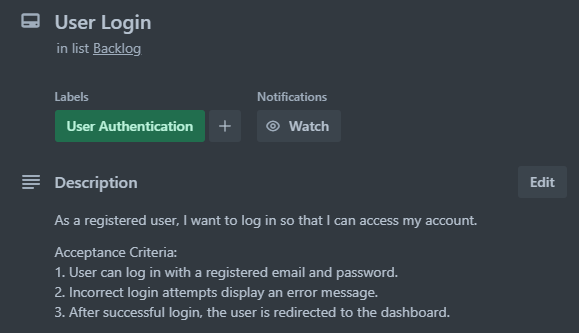 User Login
in list Backlog
Labels
Notifications
User Authentication
+
Watch
Description
Edit
As a registered user, I want to log in so that I can access my account.
Acceptance Criteria:
1. User can log in with a registered email and password.
2. Incorrect login attempts display an error message.
3. After successful login, the user is redirected to the dashboard.